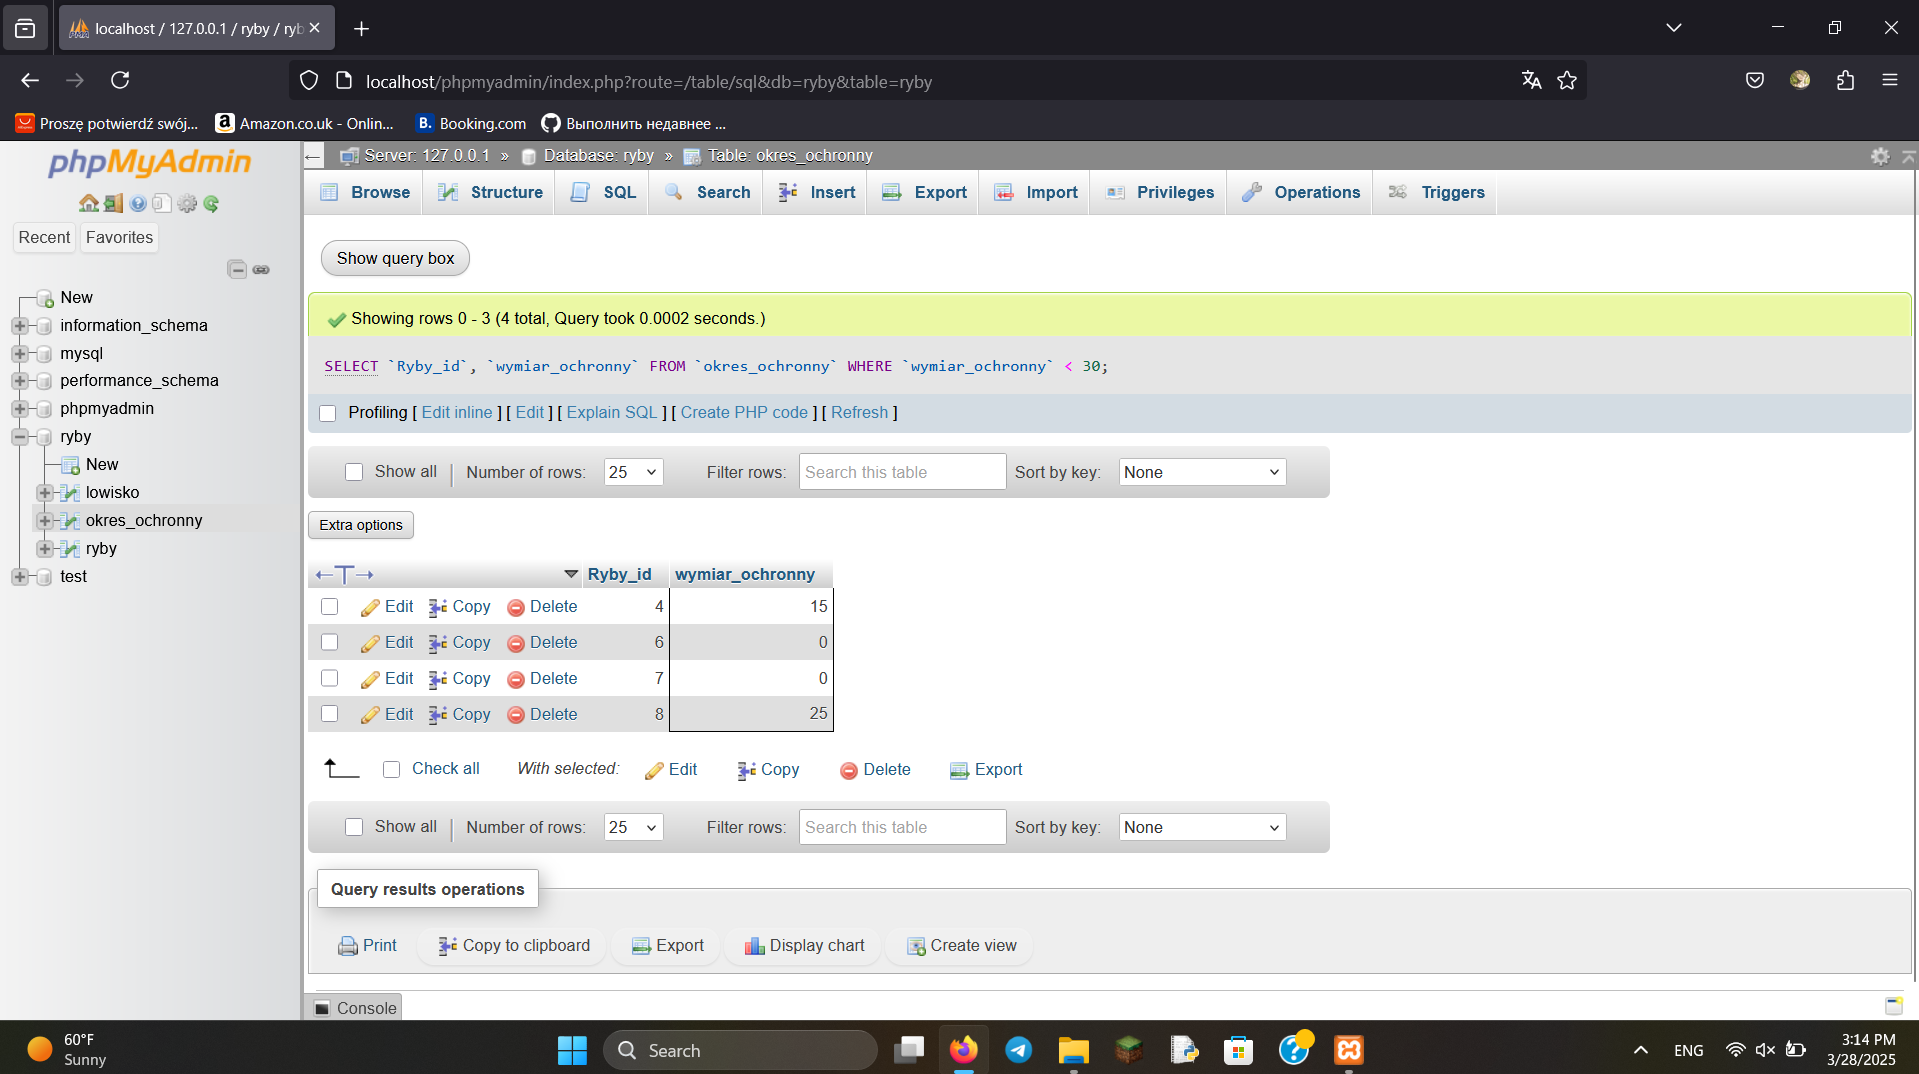 localhost / 127.0.0.1 / ryby / ryb
localhost/phpmyadmin/index.php?route=/table/sql&db=ryby&table=ryby
Proszę potwierdź swój...
a
Amazon.co.uk - Onlin...
B.
Booking.com
Выполнить недавнее ...
phpMyAdmin
Recent
Favorites
New
information_schema
mysql
performance_schema
phpmyadmin
ryby
New
lowisko
okres_ochronny
ryby
test
Server: 127.0.0.1 » Database: ryby » Table: okres_ochronny
Browse
Structure
SQL
Search
Insert
Export
Import
Privileges
Operations
Triggers
Show query box
Showing rows 0 - 3 (4 total, Query took 0.0002 seconds.)
SELECT `Ryby_id`, `wymiar_ochronny` FROM `okres_ochronny` WHERE `wymiar_ochronny` < 30;
Profiling [ Edit inline ] [ Edit ] [ Explain SQL ] [ Create PHP code ] [ Refresh ]
Show all | Number of rows: 25 Filter rows: Search this table Sort by key: None
Extra options
Ryby_id wymiar_ochronny
Edit Copy Delete 4 15
Edit Copy Delete 6 0
Edit Copy Delete 7 0
Edit Copy Delete 8 25
Check all With selected: Edit Copy Delete Export
Show all | Number of rows: 25 Filter rows: Search this table Sort by key: None
Query results operations
Print
Copy to clipboard
Export
Display chart
Create view
Console
60°F
Sunny
Search
ENG
3:14 PM
3/28/2025